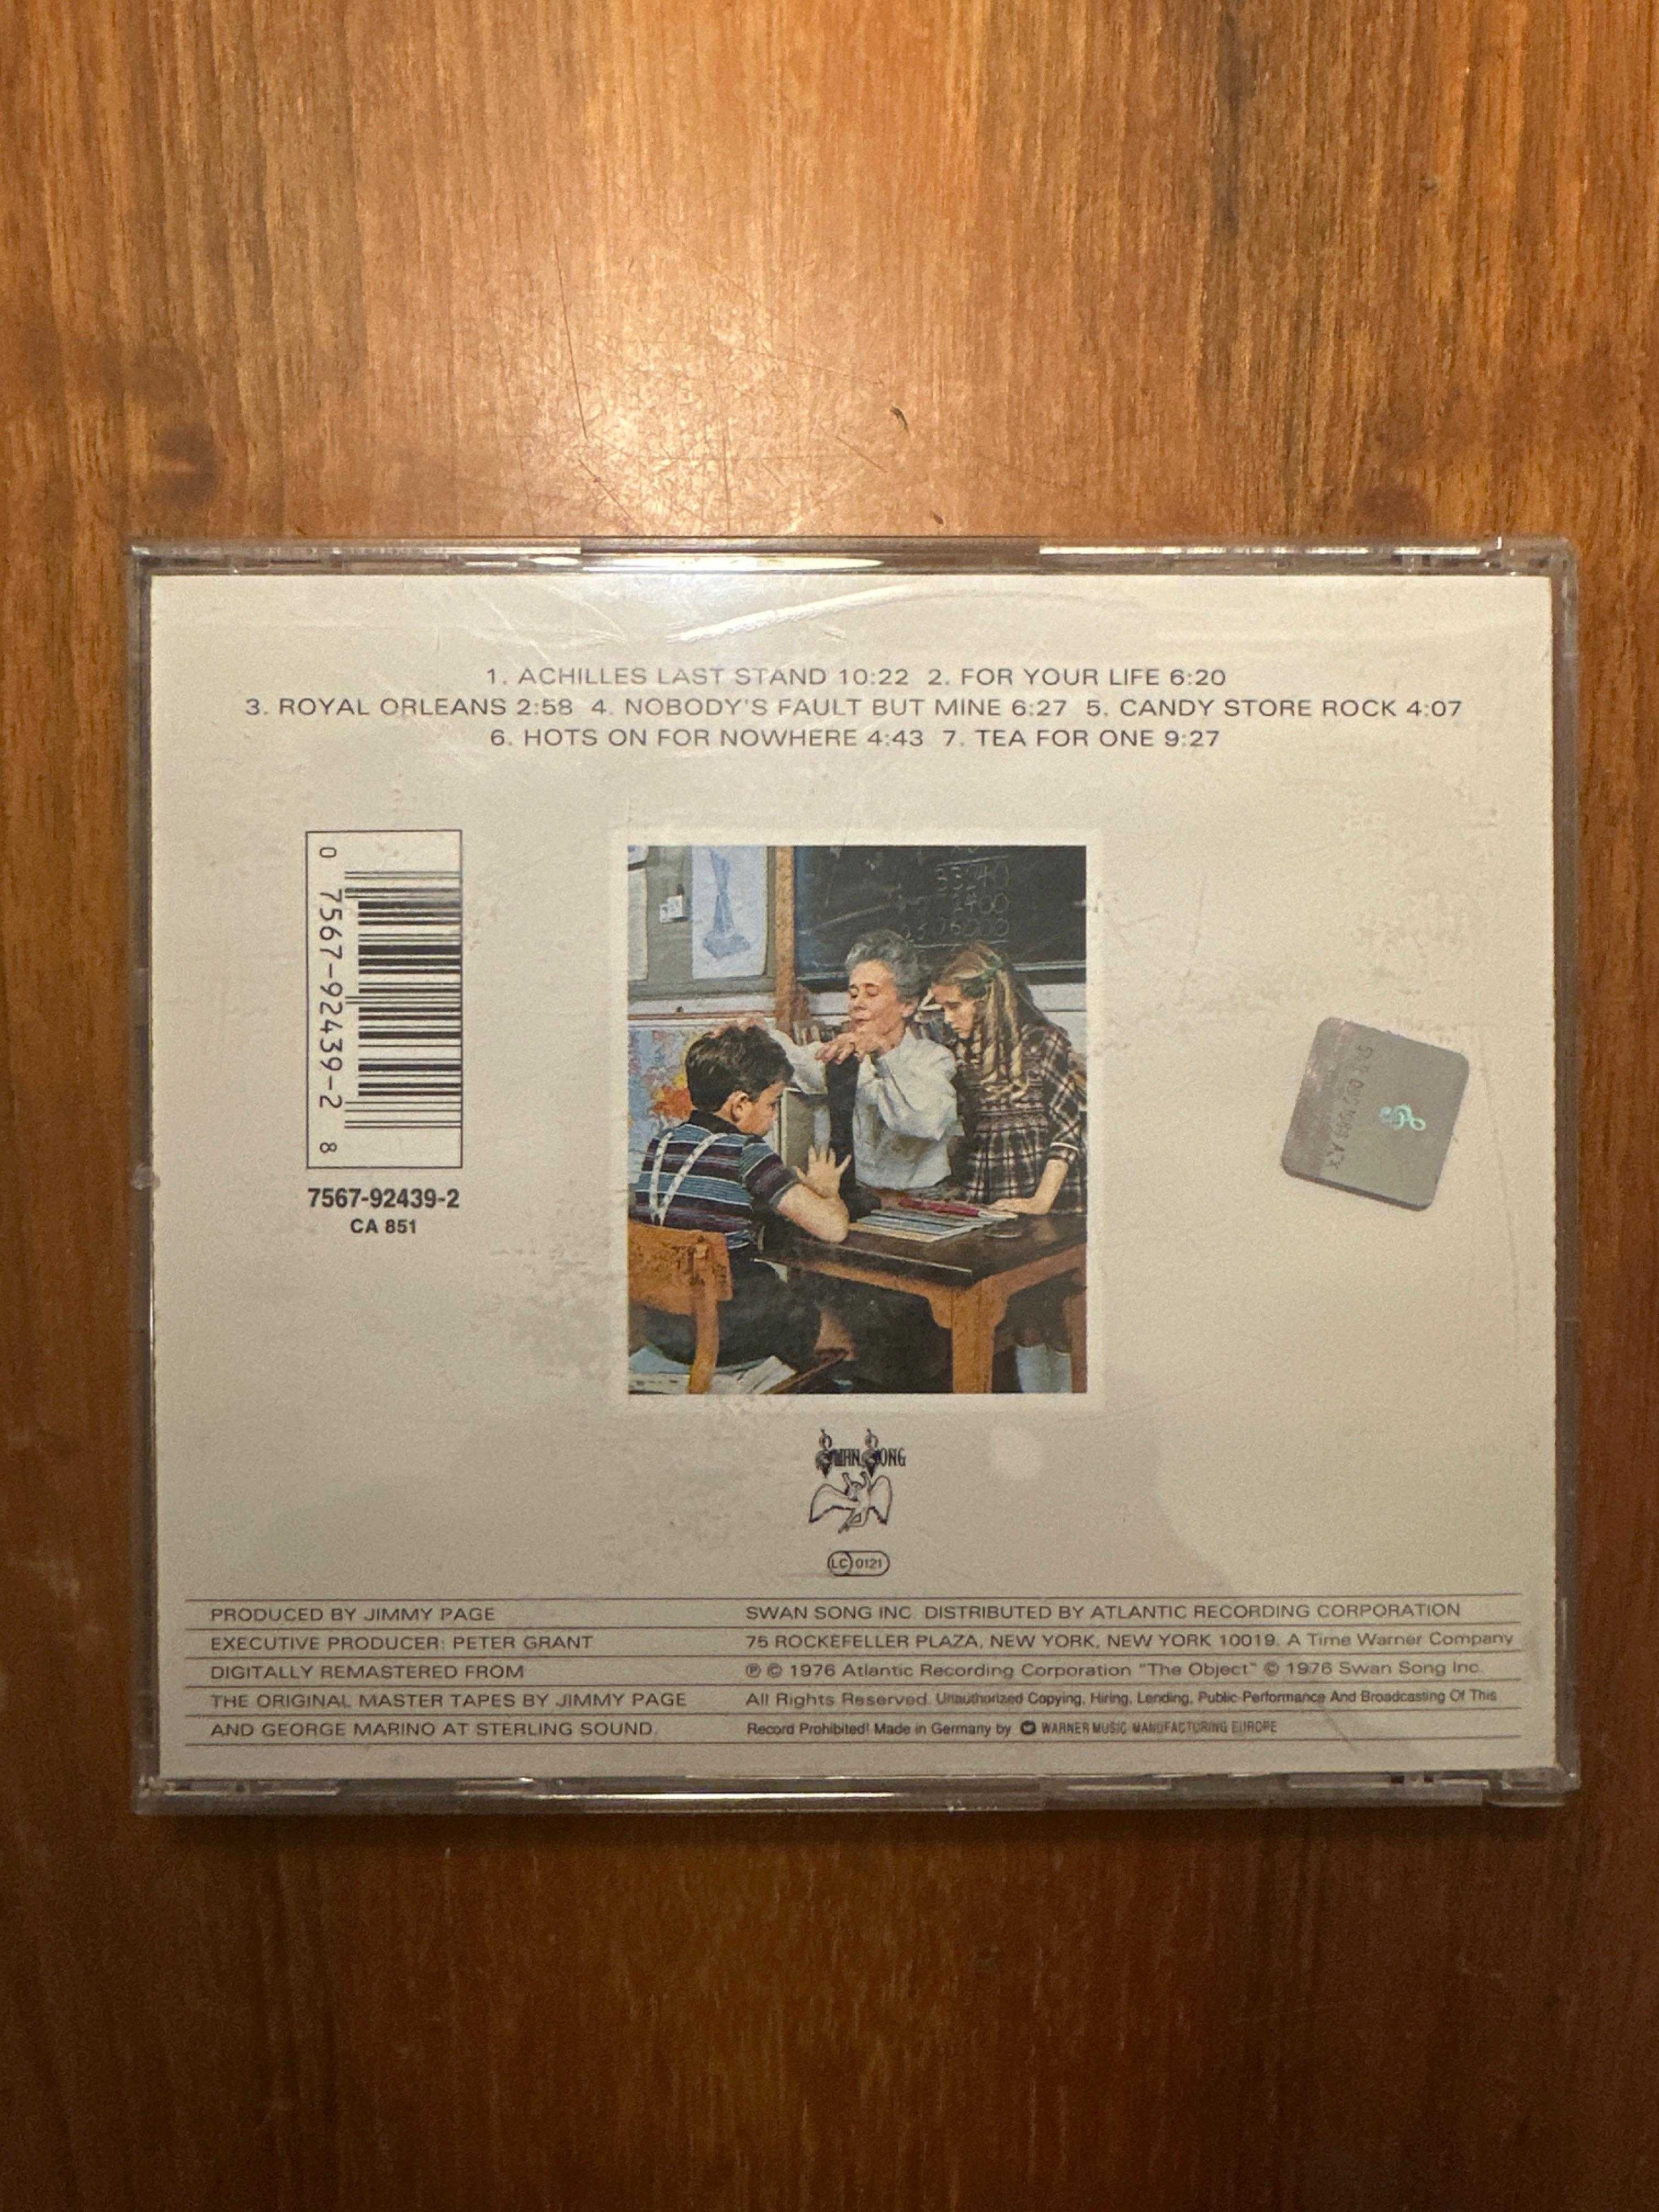 1. ACHILLES LAST STAND 10:22 2. FOR YOUR LIFE 6:20
3. ROYAL ORLEANS 2:58 4. NOBODY'S FAULT BUT MINE 6:27 5. CANDY STORE ROCK 4:07
6. HOTS ON FOR NOWHERE 4:43 7. TEA FOR ONE 9:27
0 7567-92439-2 8
7567-92439-2
CA 851
33340
2400
SWAN SONG
LC 0121
PRODUCED BY JIMMY PAGE
EXECUTIVE PRODUCER: PETER GRANT
DIGITALLY REMASTERED FROM
THE ORIGINAL MASTER TAPES BY JIMMY PAGE
AND GEORGE MARINO AT STERLING SOUND.
SWAN SONG INC. DISTRIBUTED BY ATLANTIC RECORDING CORPORATION
75 ROCKEFELLER PLAZA, NEW YORK, NEW YORK 10019. A Time Warner Company
℗ © 1976 Atlantic Recording Corporation "The Object" © 1976 Swan Song Inc.
All Rights Reserved. Unauthorized Copying, Hiring, Lending, Public Performance And Broadcasting Of This
Record Prohibited! Made in Germany by WARNER MUSIC MANUFACTURING EUROPE